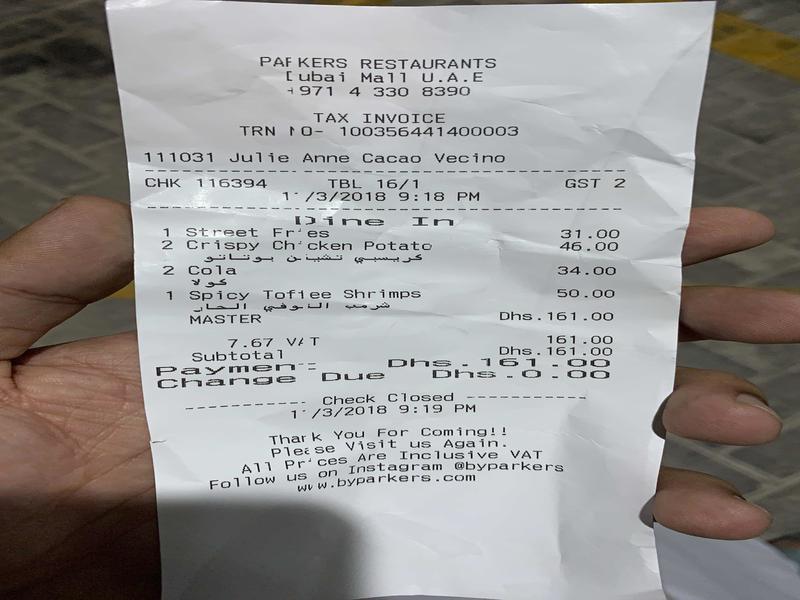 PARKERS RESTAURANTS
Dubai Mall U.A.E
+971 4 330 8390
TAX INVOICE
TRN NO- 100356441400003
111031 Julie Anne Cacao Vecino
CHK 116394 TBL 16/1 GST 2
11/3/2018 9:18 PM
Dine In
1 Street Fries 31.00
2 Crispy Chicken Potato 46.00
كريسبي تشيكن بوتاتو
2 Cola 34.00
كولا
1 Spicy Toffee Shrimps 50.00
شرمب التوفي الحار
MASTER Dhs.161.00
7.67 VAT 161.00
Subtotal Dhs.161.00
Payment Dhs.161.00
Change Due Dhs.0.00
Check Closed
11/3/2018 9:19 PM
Thank You For Coming!!
Please Visit us Again.
All Prices Are Inclusive VAT
Follow us on Instagram @byparkers
www.byparkers.com